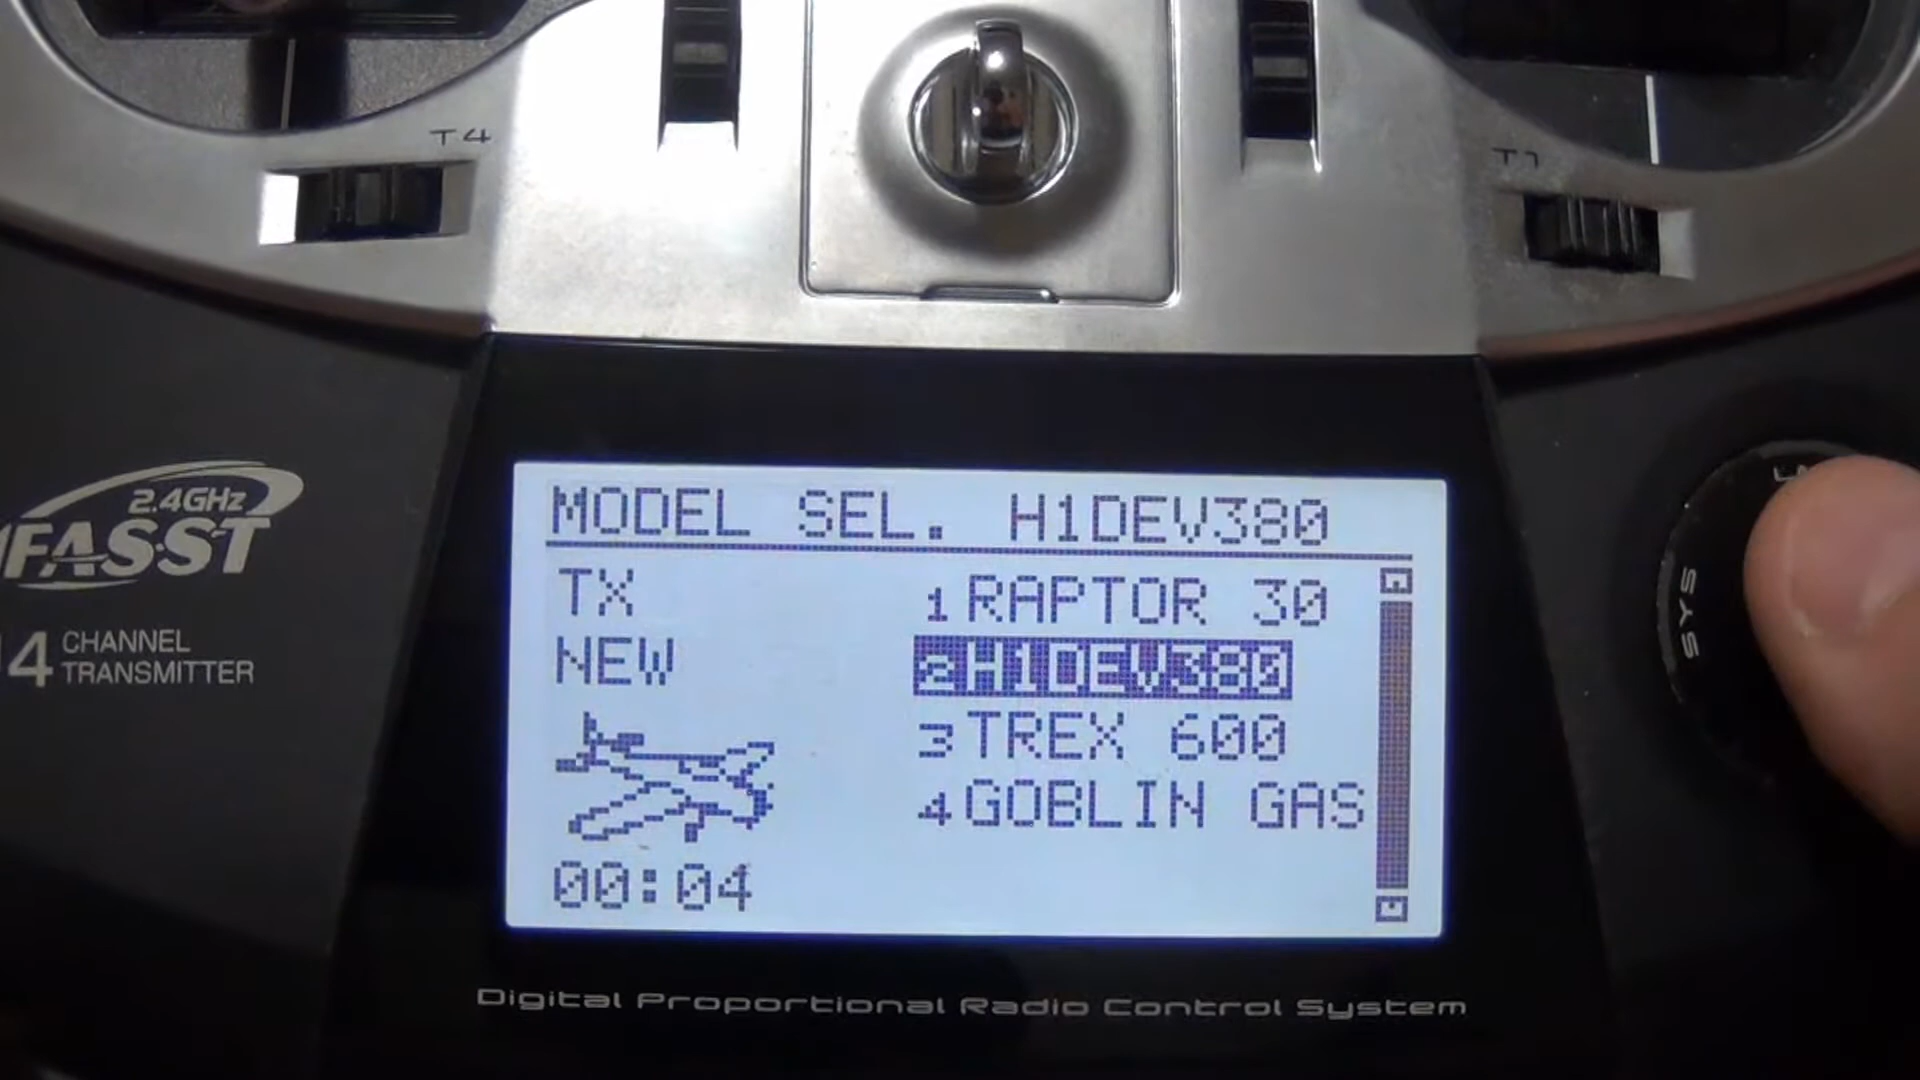 T4
T1
MODEL SEL. H1DEV380
TX
1 RAPTOR 30
NEW
2 H1DEV380
3 TREX 600
4 GOBLIN GAS
00:04
2.4GHz
FASST
14 CHANNEL
TRANSMITTER
SYS
Digital Proportional Radio Control System